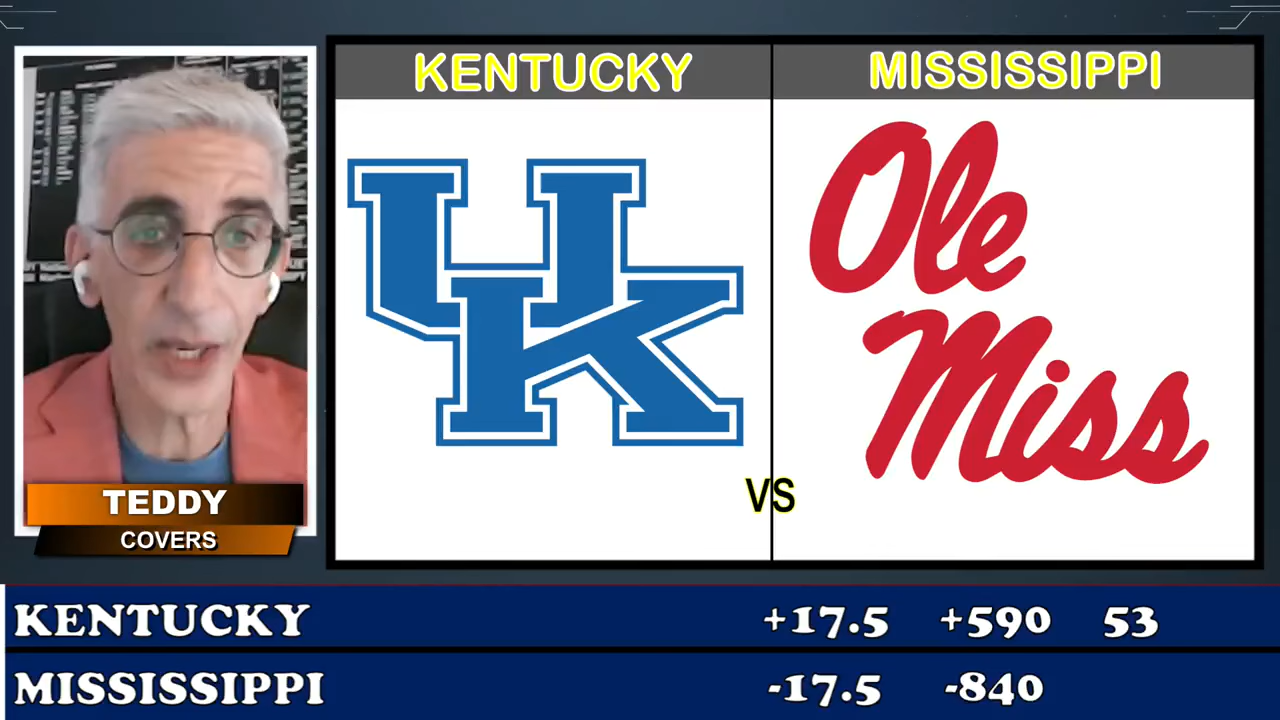 KENTUCKY
MISSISSIPPI
UK
Ole
Miss
VS
TEDDY
COVERS
KENTUCKY +17.5 +590 53
MISSISSIPPI -17.5 -840